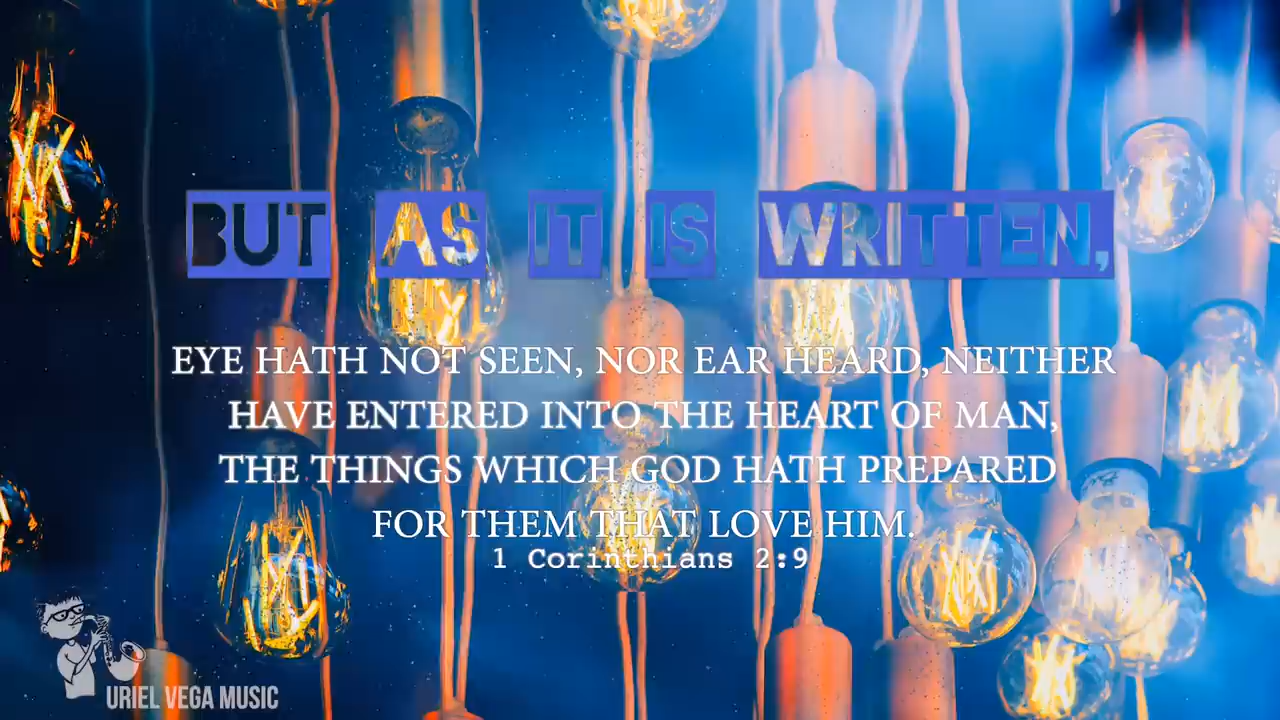 BUT AS IT IS WRITTEN,
EYE HATH NOT SEEN, NOR EAR HEARD, NEITHER
HAVE ENTERED INTO THE HEART OF MAN,
THE THINGS WHICH GOD HATH PREPARED
FOR THEM THAT LOVE HIM.
1 Corinthians 2:9
URIEL VEGA MUSIC